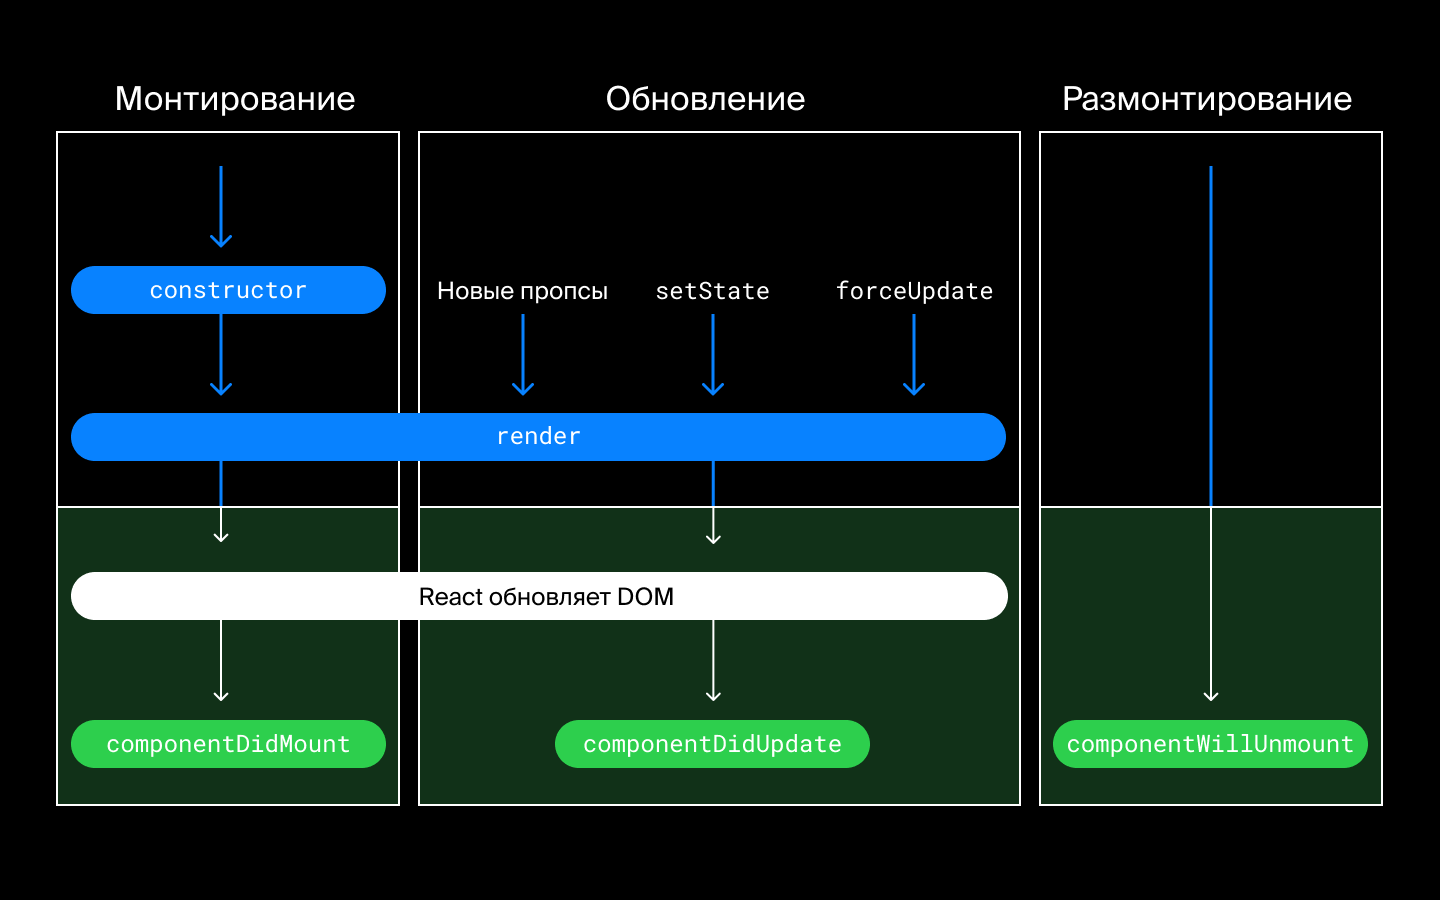 Монтирование
Обновление
Размонтирование
constructor
Новые пропсы
setState
forceUpdate
render
React обновляет DOM
componentDidMount
componentDidUpdate
componentWillUnmount